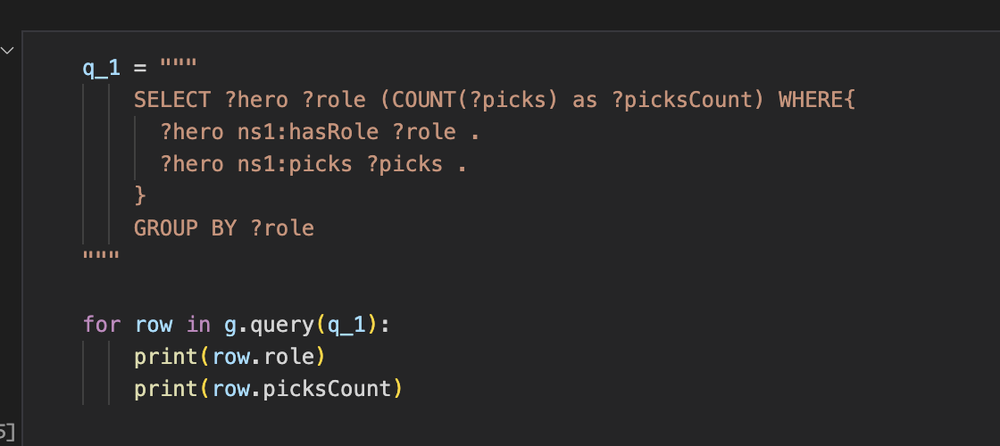 q_1 = """
SELECT ?hero ?role (COUNT(?picks) as ?picksCount) WHERE{
?hero ns1:hasRole ?role .
?hero ns1:picks ?picks .
}
GROUP BY ?role
"""
for row in g.query(q_1):
print(row.role)
print(row.picksCount)
5]